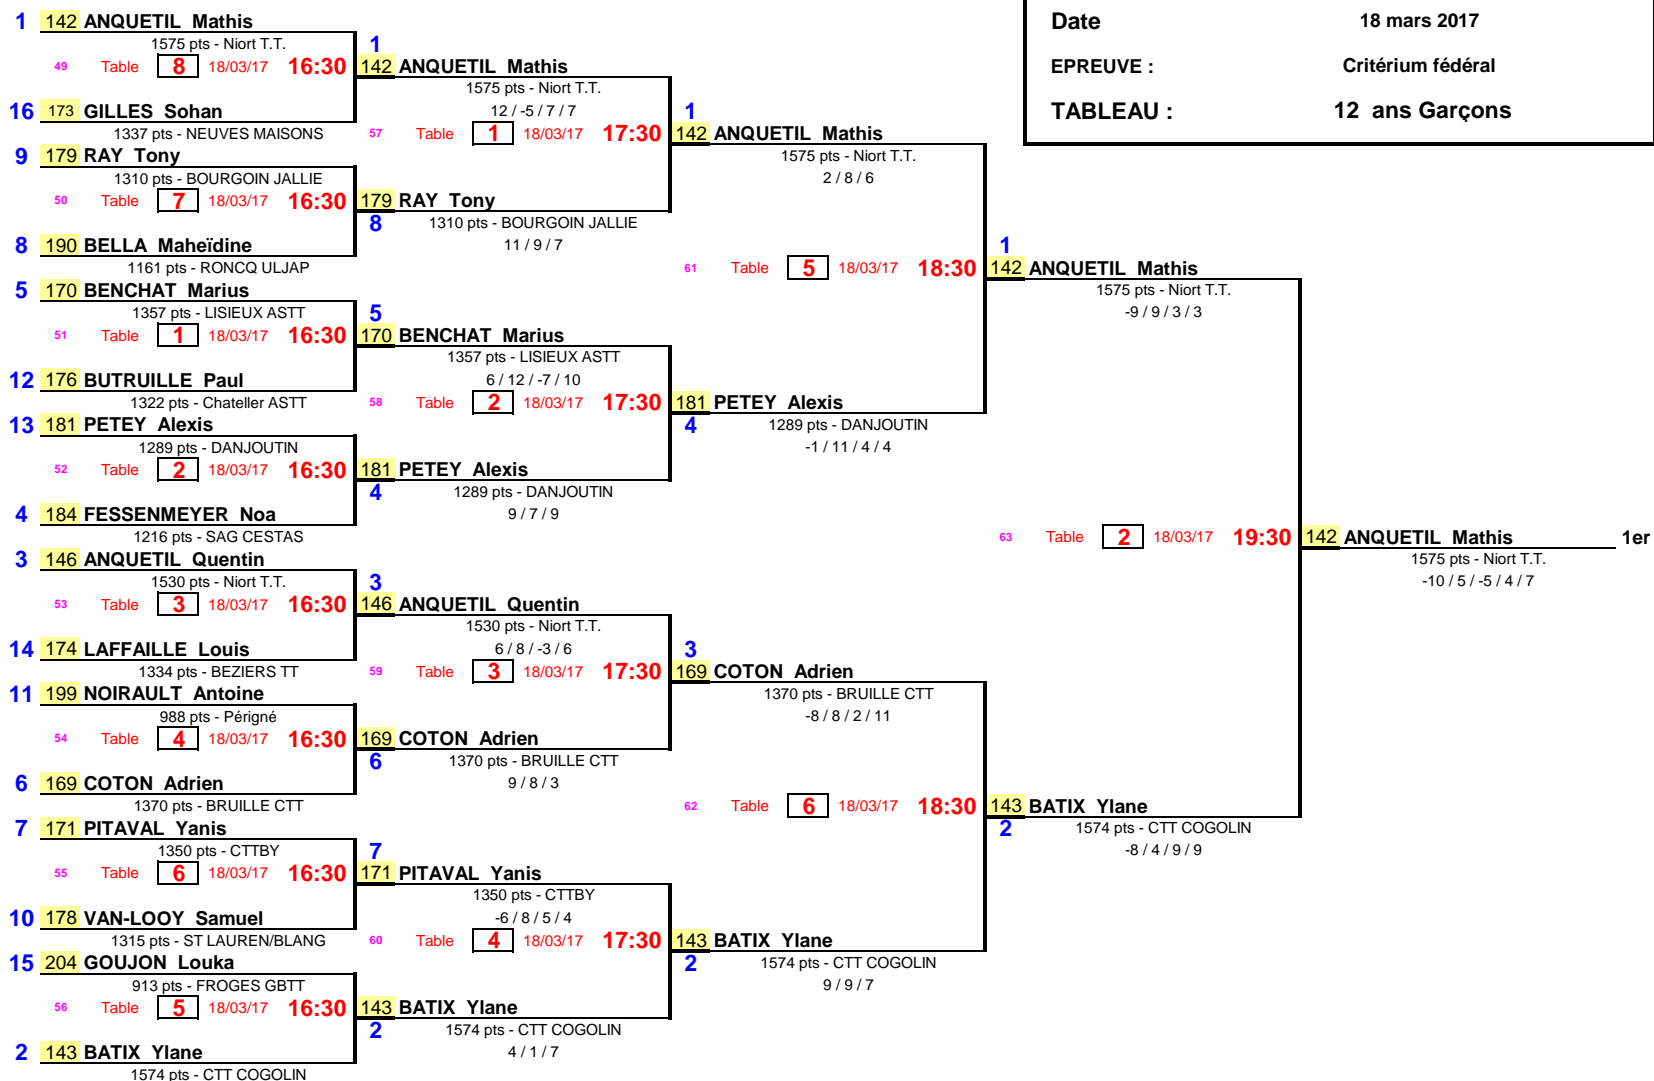 Date 18 mars 2017
EPREUVE : Critérium fédéral
TABLEAU : 12 ans Garçons
1 142 ANQUETIL Mathis
1575 pts - Niort T.T.
49 Table 8 18/03/17 16:30
16 173 GILLES Sohan
1337 pts - NEUVES MAISONS
9 179 RAY Tony
1310 pts - BOURGOIN JALLIE
50 Table 7 18/03/17 16:30
8 190 BELLA Maheïdine
1161 pts - RONCQ ULJAP
5 170 BENCHAT Marius
1357 pts - LISIEUX ASTT
51 Table 1 18/03/17 16:30
12 176 BUTRUILLE Paul
1322 pts - Chateller ASTT
13 181 PETEY Alexis
1289 pts - DANJOUTIN
52 Table 2 18/03/17 16:30
4 184 FESSENMEYER Noa
1216 pts - SAG CESTAS
3 146 ANQUETIL Quentin
1530 pts - Niort T.T.
53 Table 3 18/03/17 16:30
14 174 LAFFAILLE Louis
1334 pts - BEZIERS TT
11 199 NOIRAULT Antoine
988 pts - Périgné
54 Table 4 18/03/17 16:30
6 169 COTON Adrien
1370 pts - BRUILLE CTT
7 171 PITAVAL Yanis
1350 pts - CTTBY
55 Table 6 18/03/17 16:30
10 178 VAN-LOOY Samuel
1315 pts - ST LAUREN/BLANG
15 204 GOUJON Louka
913 pts - FROGES GBTT
56 Table 5 18/03/17 16:30
2 143 BATIX Ylane
1574 pts - CTT COGOLIN
1
142 ANQUETIL Mathis
1575 pts - Niort T.T.
12 / -5 / 7 / 7
57 Table 1 18/03/17 17:30
179 RAY Tony
8
1310 pts - BOURGOIN JALLIE
11 / 9 / 7
5
170 BENCHAT Marius
1357 pts - LISIEUX ASTT
6 / 12 / -7 / 10
58 Table 2 18/03/17 17:30
181 PETEY Alexis
4
1289 pts - DANJOUTIN
9 / 7 / 9
3
146 ANQUETIL Quentin
1530 pts - Niort T.T.
6 / 8 / -3 / 6
59 Table 3 18/03/17 17:30
169 COTON Adrien
6
1370 pts - BRUILLE CTT
9 / 8 / 3
7
171 PITAVAL Yanis
1350 pts - CTTBY
-6 / 8 / 5 / 4
60 Table 4 18/03/17 17:30
143 BATIX Ylane
2
1574 pts - CTT COGOLIN
4 / 1 / 7
1
142 ANQUETIL Mathis
1575 pts - Niort T.T.
2 / 8 / 6
61 Table 5 18/03/17 18:30
181 PETEY Alexis
4
1289 pts - DANJOUTIN
-1 / 11 / 4 / 4
3
169 COTON Adrien
1370 pts - BRUILLE CTT
-8 / 8 / 2 / 11
62 Table 6 18/03/17 18:30
143 BATIX Ylane
2
1574 pts - CTT COGOLIN
9 / 9 / 7
1
142 ANQUETIL Mathis
1575 pts - Niort T.T.
-9 / 9 / 3 / 3
63 Table 2 18/03/17 19:30
143 BATIX Ylane
2
1574 pts - CTT COGOLIN
-8 / 4 / 9 / 9
142 ANQUETIL Mathis 1er
1575 pts - Niort T.T.
-10 / 5 / -5 / 4 / 7